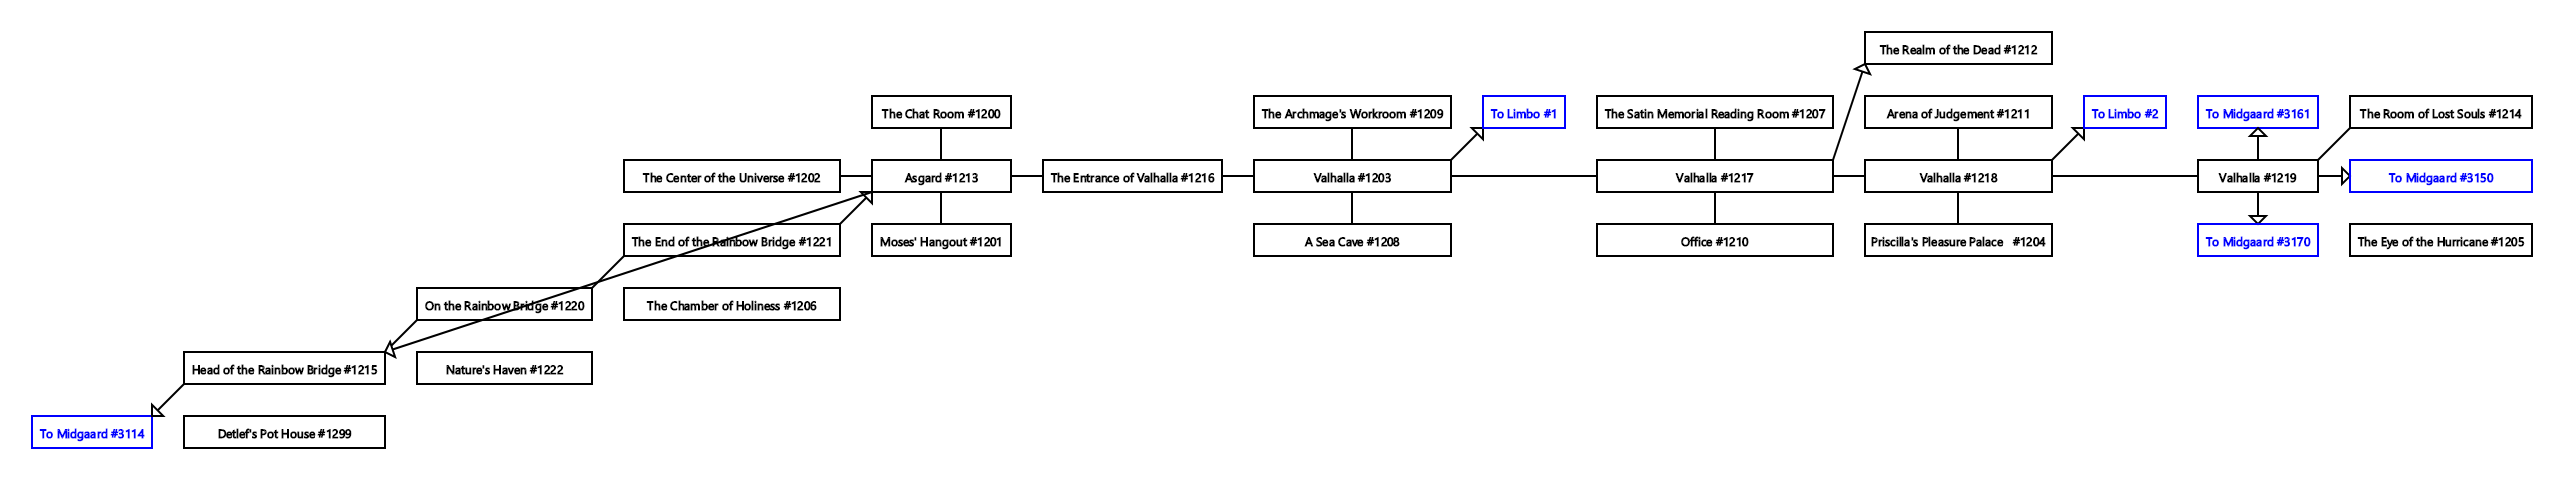 The Realm of the Dead #1212
The Chat Room #1200
The Archmage's Workroom #1209
To Limbo #1
The Satin Memorial Reading Room #1207
Arena of Judgement #1211
To Limbo #2
To Midgaard #3161
The Room of Lost Souls #1214
The Center of the Universe #1202
Asgard #1213
The Entrance of Valhalla #1216
Valhalla #1203
Valhalla #1217
Valhalla #1218
Valhalla #1219
To Midgaard #3150
The End of the Rainbow Bridge #1221
Moses' Hangout #1201
A Sea Cave #1208
Office #1210
Priscilla's Pleasure Palace #1204
To Midgaard #3170
The Eye of the Hurricane #1205
On the Rainbow Bridge #1220
The Chamber of Holiness #1206
Head of the Rainbow Bridge #1215
Nature's Haven #1222
To Midgaard #3114
Detlef's Pot House #1299